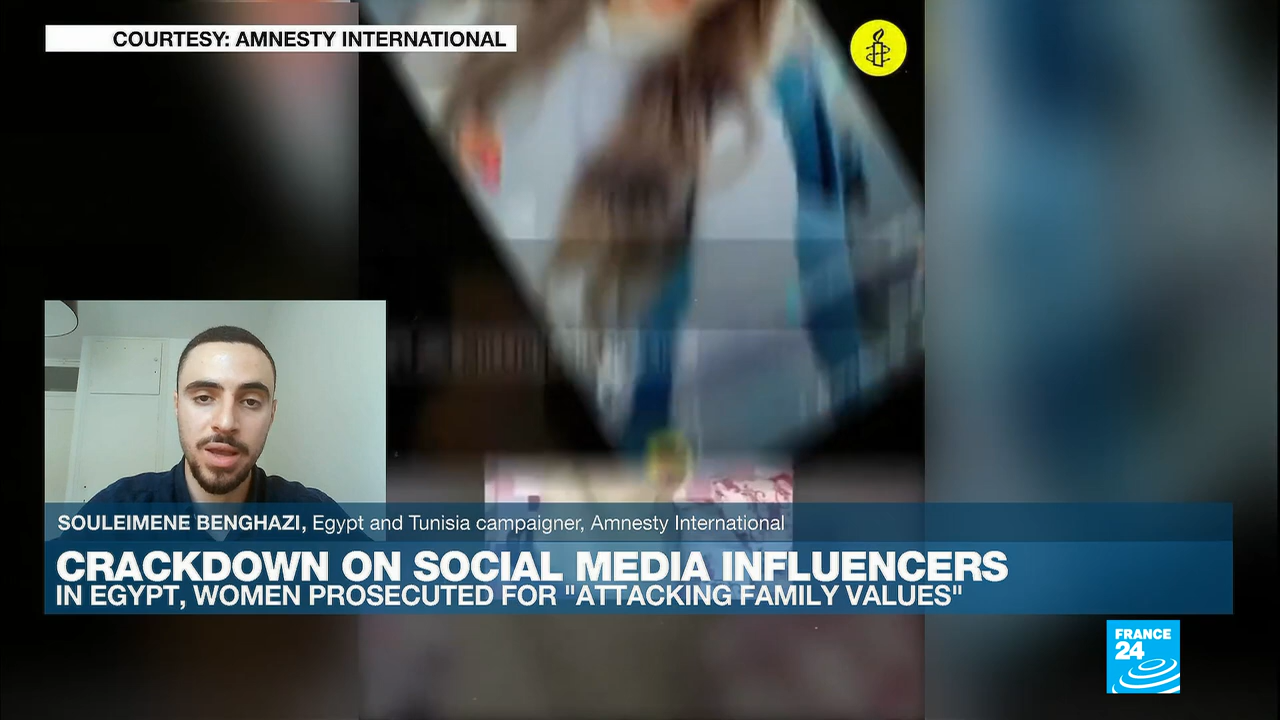 COURTESY: AMNESTY INTERNATIONAL
SOULEIMENE BENGHAZI, Egypt and Tunisia campaigner, Amnesty International
CRACKDOWN ON SOCIAL MEDIA INFLUENCERS
IN EGYPT, WOMEN PROSECUTED FOR "ATTACKING FAMILY VALUES"
FRANCE
24